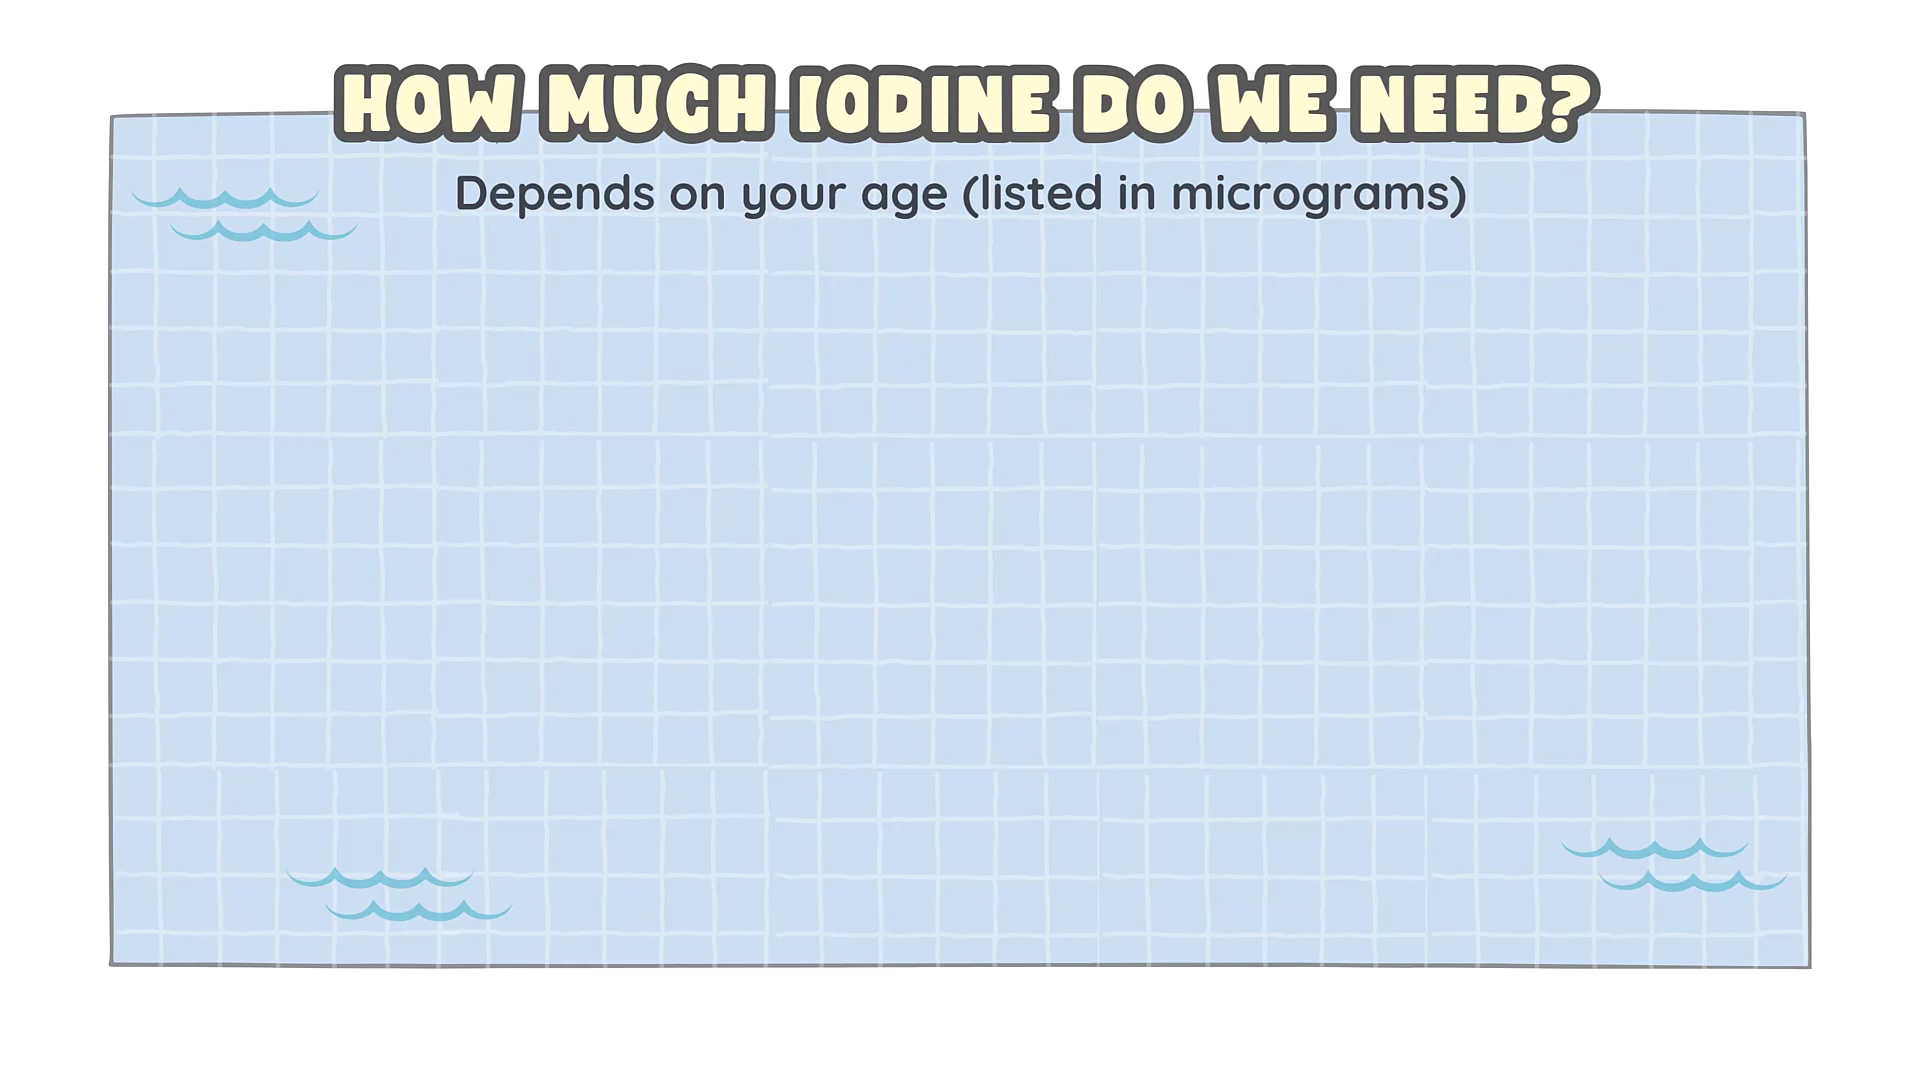 HOW MUCH IODINE DO WE NEED?
Depends on your age (listed in micrograms)